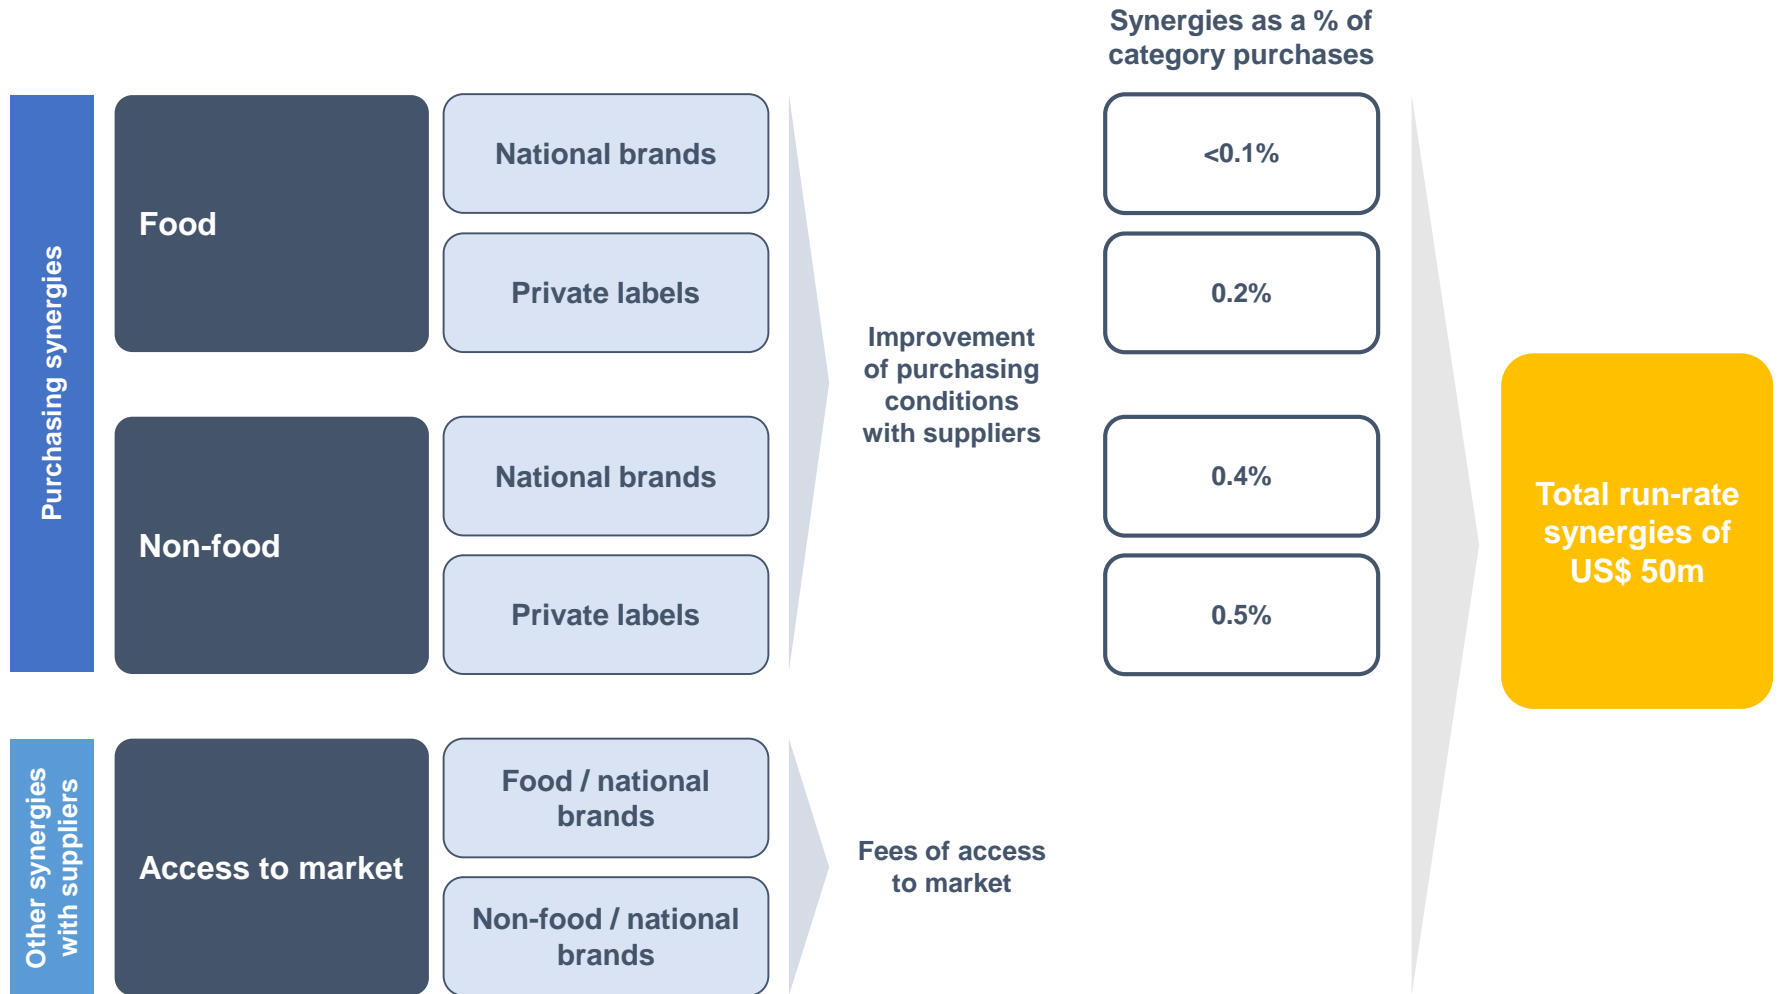 Synergies as a % of
category purchases
Purchasing synergies
Food
National brands
<0.1%
Private labels
0.2%
Improvement
of purchasing
conditions
with suppliers
Non-food
National brands
0.4%
Private labels
0.5%
Total run-rate
synergies of
US$ 50m
Other synergies
with suppliers
Access to market
Food / national
brands
Non-food / national
brands
Fees of access
to market